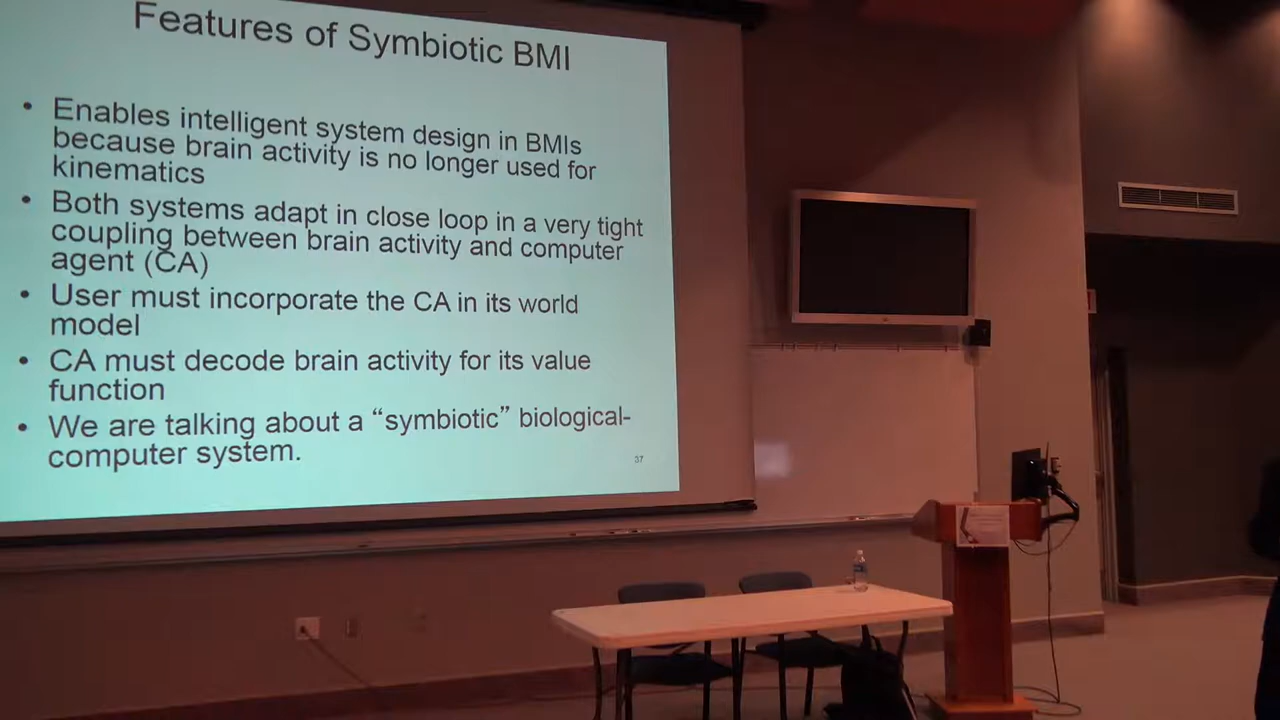 Features of Symbiotic BMI
• Enables intelligent system design in BMIs
because brain activity is no longer used for
kinematics
• Both systems adapt in close loop in a very tight
coupling between brain activity and computer
agent (CA)
• User must incorporate the CA in its world
model
• CA must decode brain activity for its value
function
• We are talking about a “symbiotic” biological-
computer system.
37